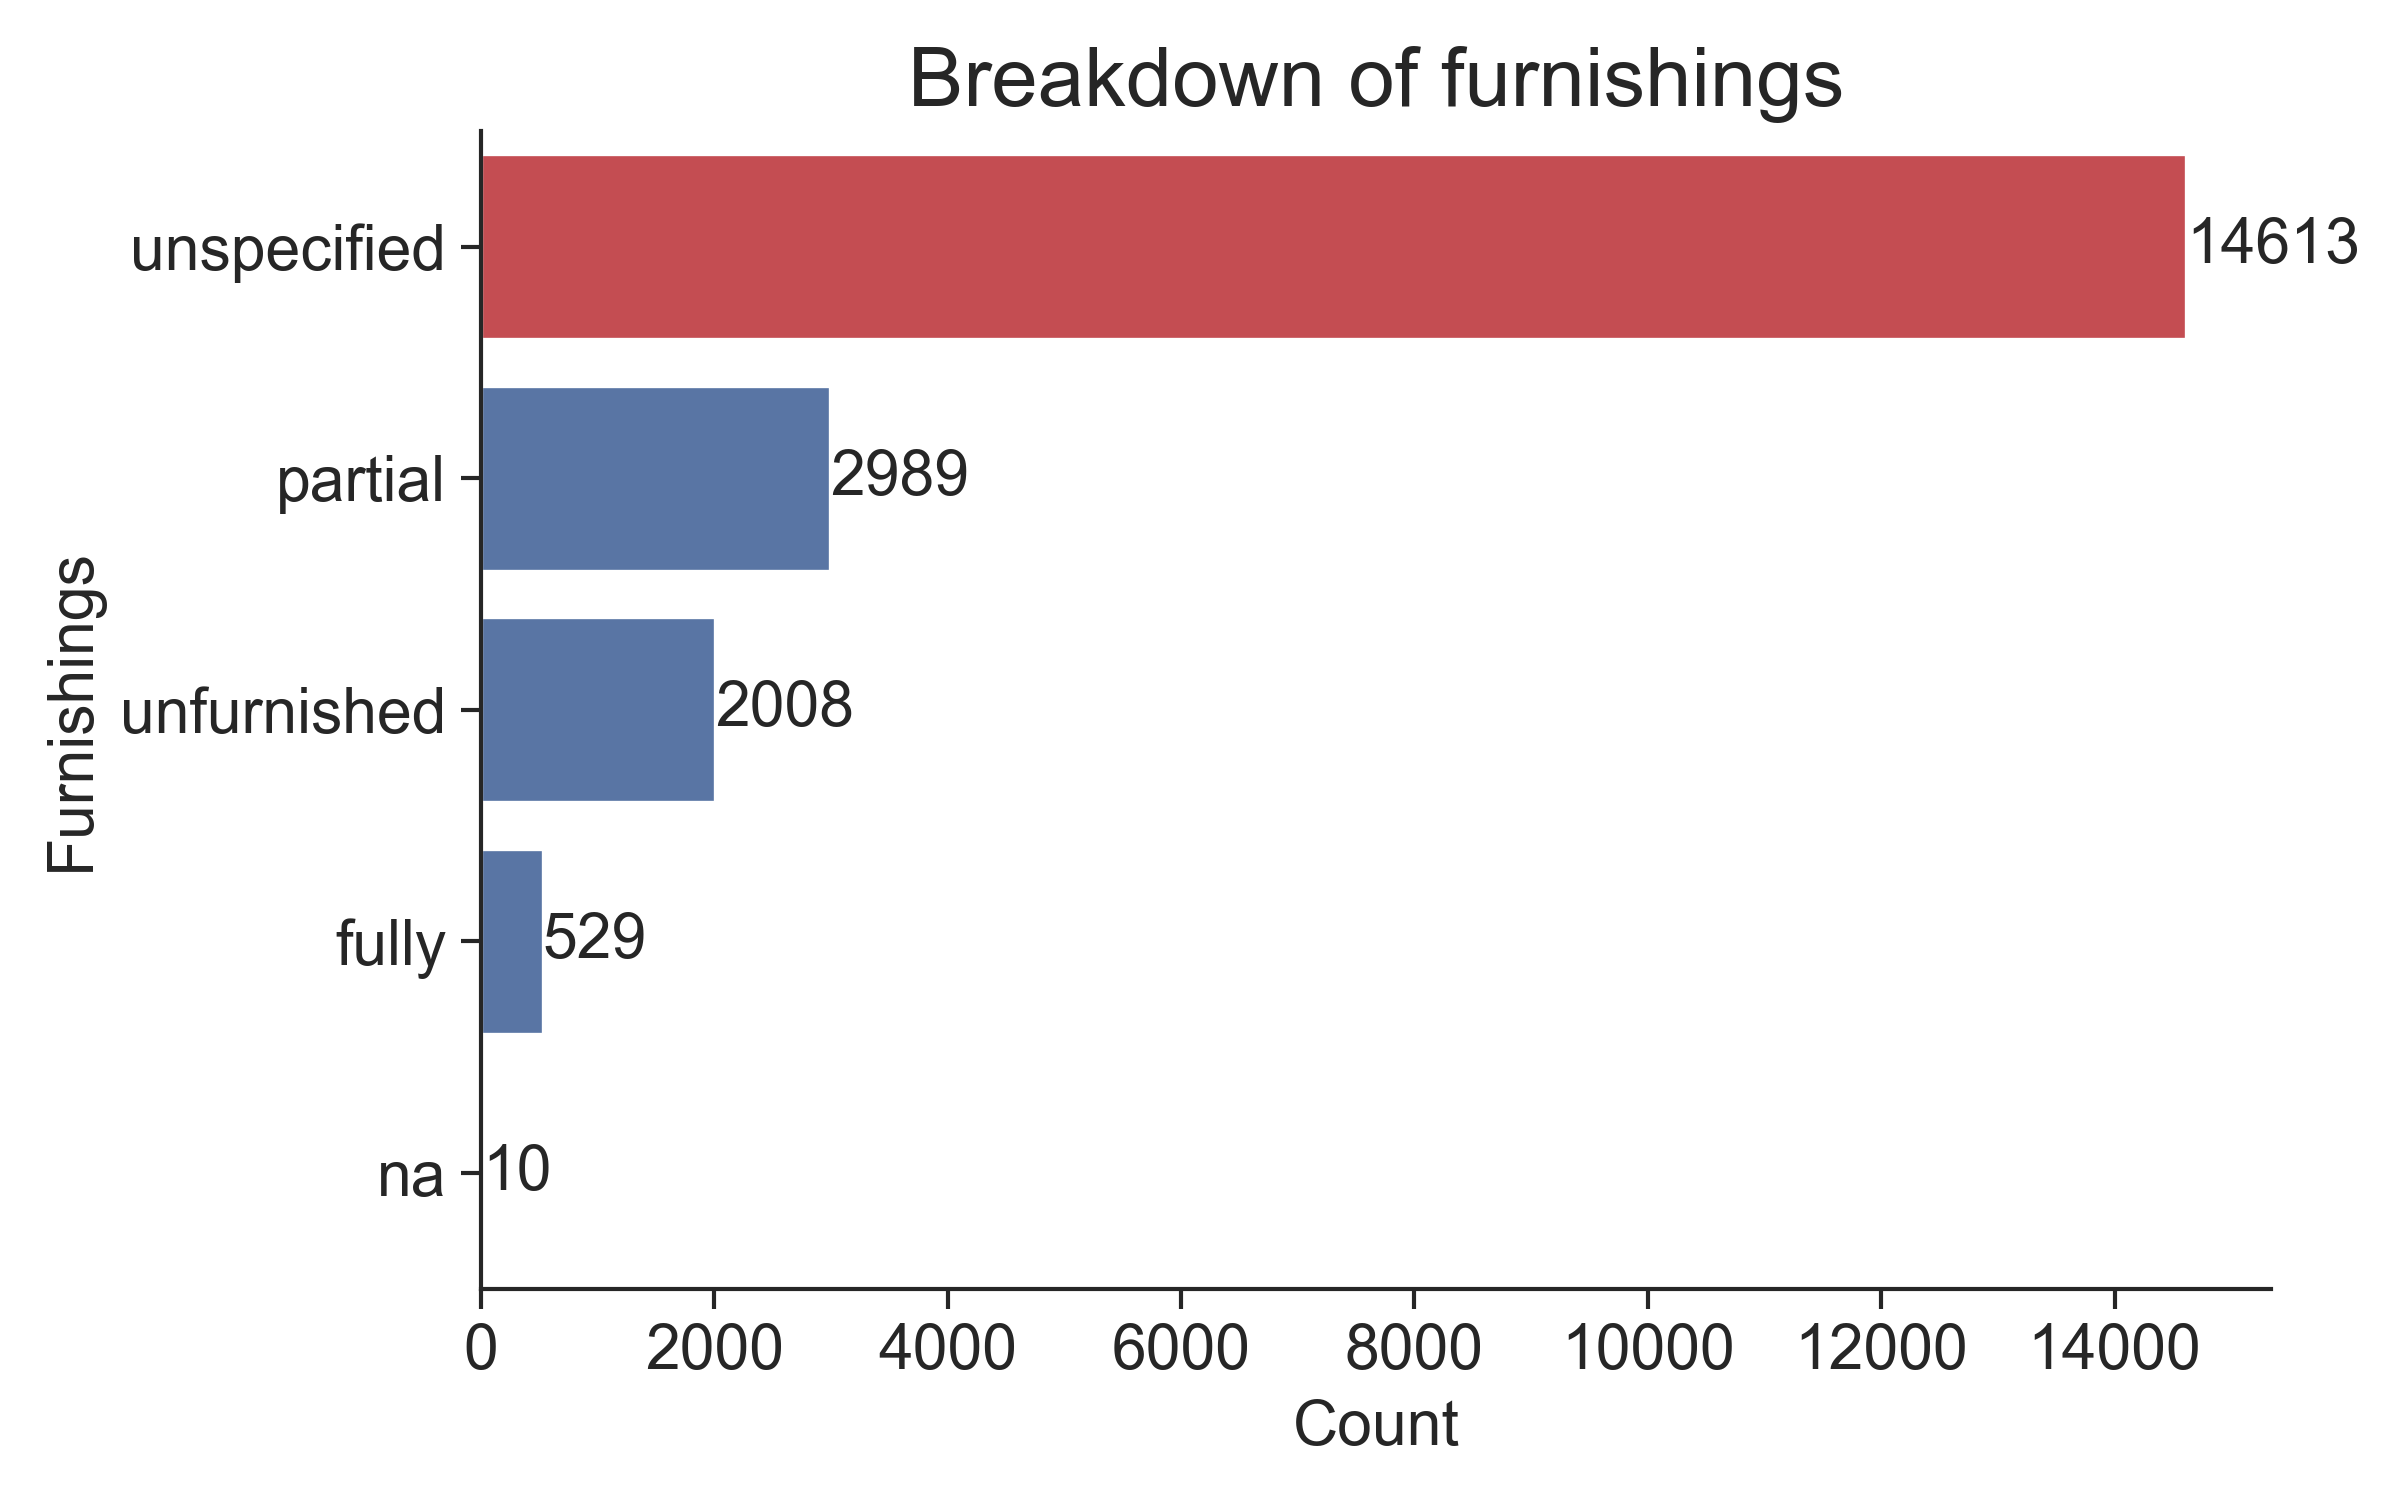 Breakdown of furnishings
unspecified
14613
partial
2989
unfurnished
2008
fully
529
na
10
Furnishings
0 2000 4000 6000 8000 10000 12000 14000
Count